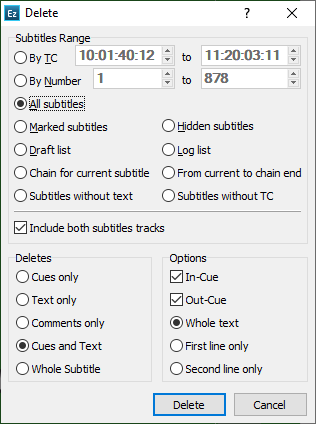 Ez Delete
Subtitles Range
By TC 10:01:40:12 to 11:20:03:11
By Number 1 to 878
All subtitles
Marked subtitles Hidden subtitles
Draft list Log list
Chain for current subtitle From current to chain end
Subtitles without text Subtitles without TC
Include both subtitles tracks
Deletes
Cues only
Text only
Comments only
Cues and Text
Whole Subtitle
Options
In-Cue
Out-Cue
Whole text
First line only
Second line only
Delete Cancel